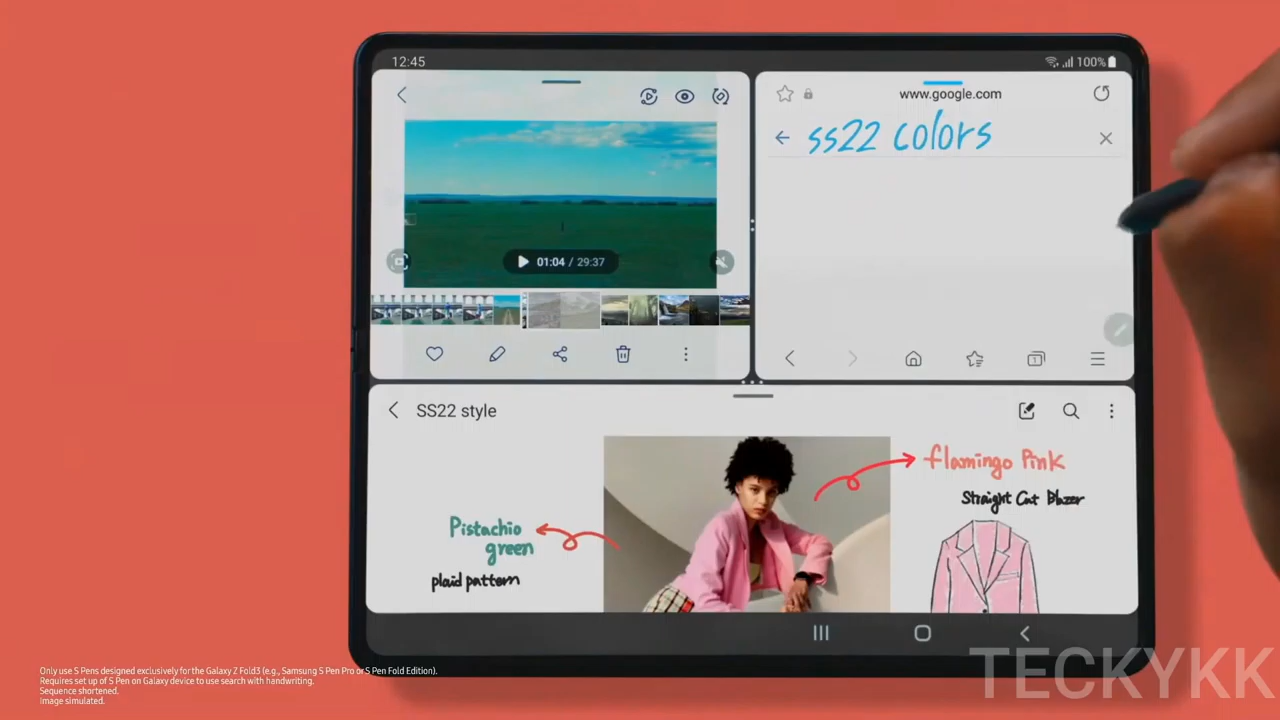 12:45
100%
www.google.com
ss22 colors
01:04 / 29:37
1
SS22 style
flamingo Pink
Straight Cut Blazer
Pistachio
green
plaid pattern
TECKYKK
Only use S Pens designed exclusively for the Galaxy Z Fold3 (e.g., Samsung S Pen Pro or S Pen Fold Edition).
Requires set up of S Pen on Galaxy device to use search with handwriting.
Sequence shortened.
Image simulated.